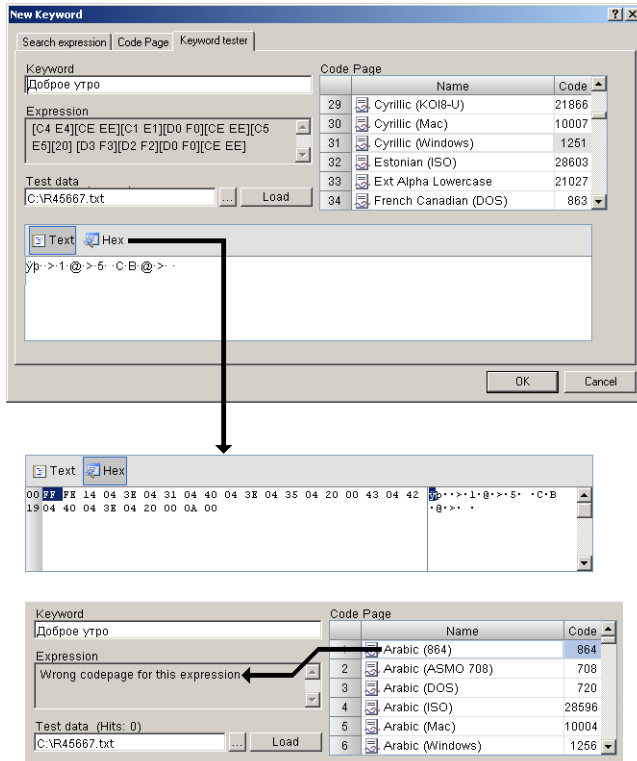 New Keyword
Search expression Code Page Keyword tester
Keyword
Доброе утро
Expression
[C4 E4][CE EE][C1 E1][D0 F0][CE EE][C5
E5][20] [D3 F3][D2 F2][D0 F0][CE EE]
Test data
C:\R45667.txt ... Load
Code Page
Name Code
29 Cyrillic (KOI8-U) 21866
30 Cyrillic (Mac) 10007
31 Cyrillic (Windows) 1251
32 Estonian (ISO) 28603
33 Ext Alpha Lowercase 21027
34 French Canadian (DOS) 863
Text Hex
ÿþ··>·1·@·>·5· ·C·B·@·>· ·
OK Cancel
Text Hex
00 FF FE 14 04 3E 04 31 04 40 04 3E 04 35 04 20 00 43 04 42 ÿþ··>·1·@·>·5· ·C·B
19 04 40 04 3E 04 20 00 0A 00 ·@·>· ·
Keyword
Доброе утро
Expression
Wrong codepage for this expression
Test data (Hits: 0)
C:\R45667.txt ... Load
Code Page
Name Code
1 Arabic (864) 864
2 Arabic (ASMO 708) 708
3 Arabic (DOS) 720
4 Arabic (ISO) 28596
5 Arabic (Mac) 10004
6 Arabic (Windows) 1256